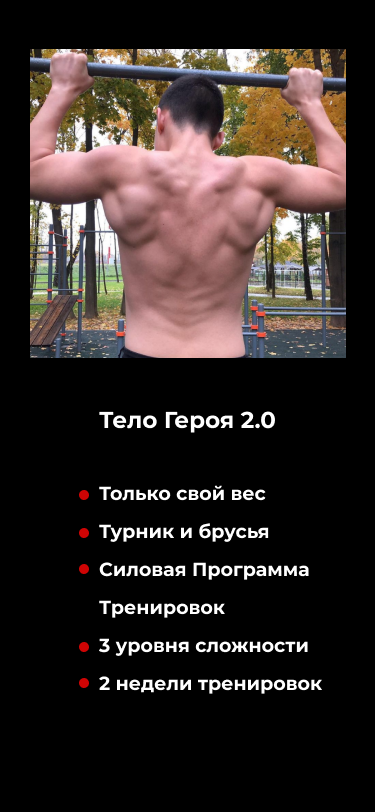 Тело Героя 2.0
Только свой вес
Турник и брусья
Силовая Программа
Тренировок
3 уровня сложности
2 недели тренировок